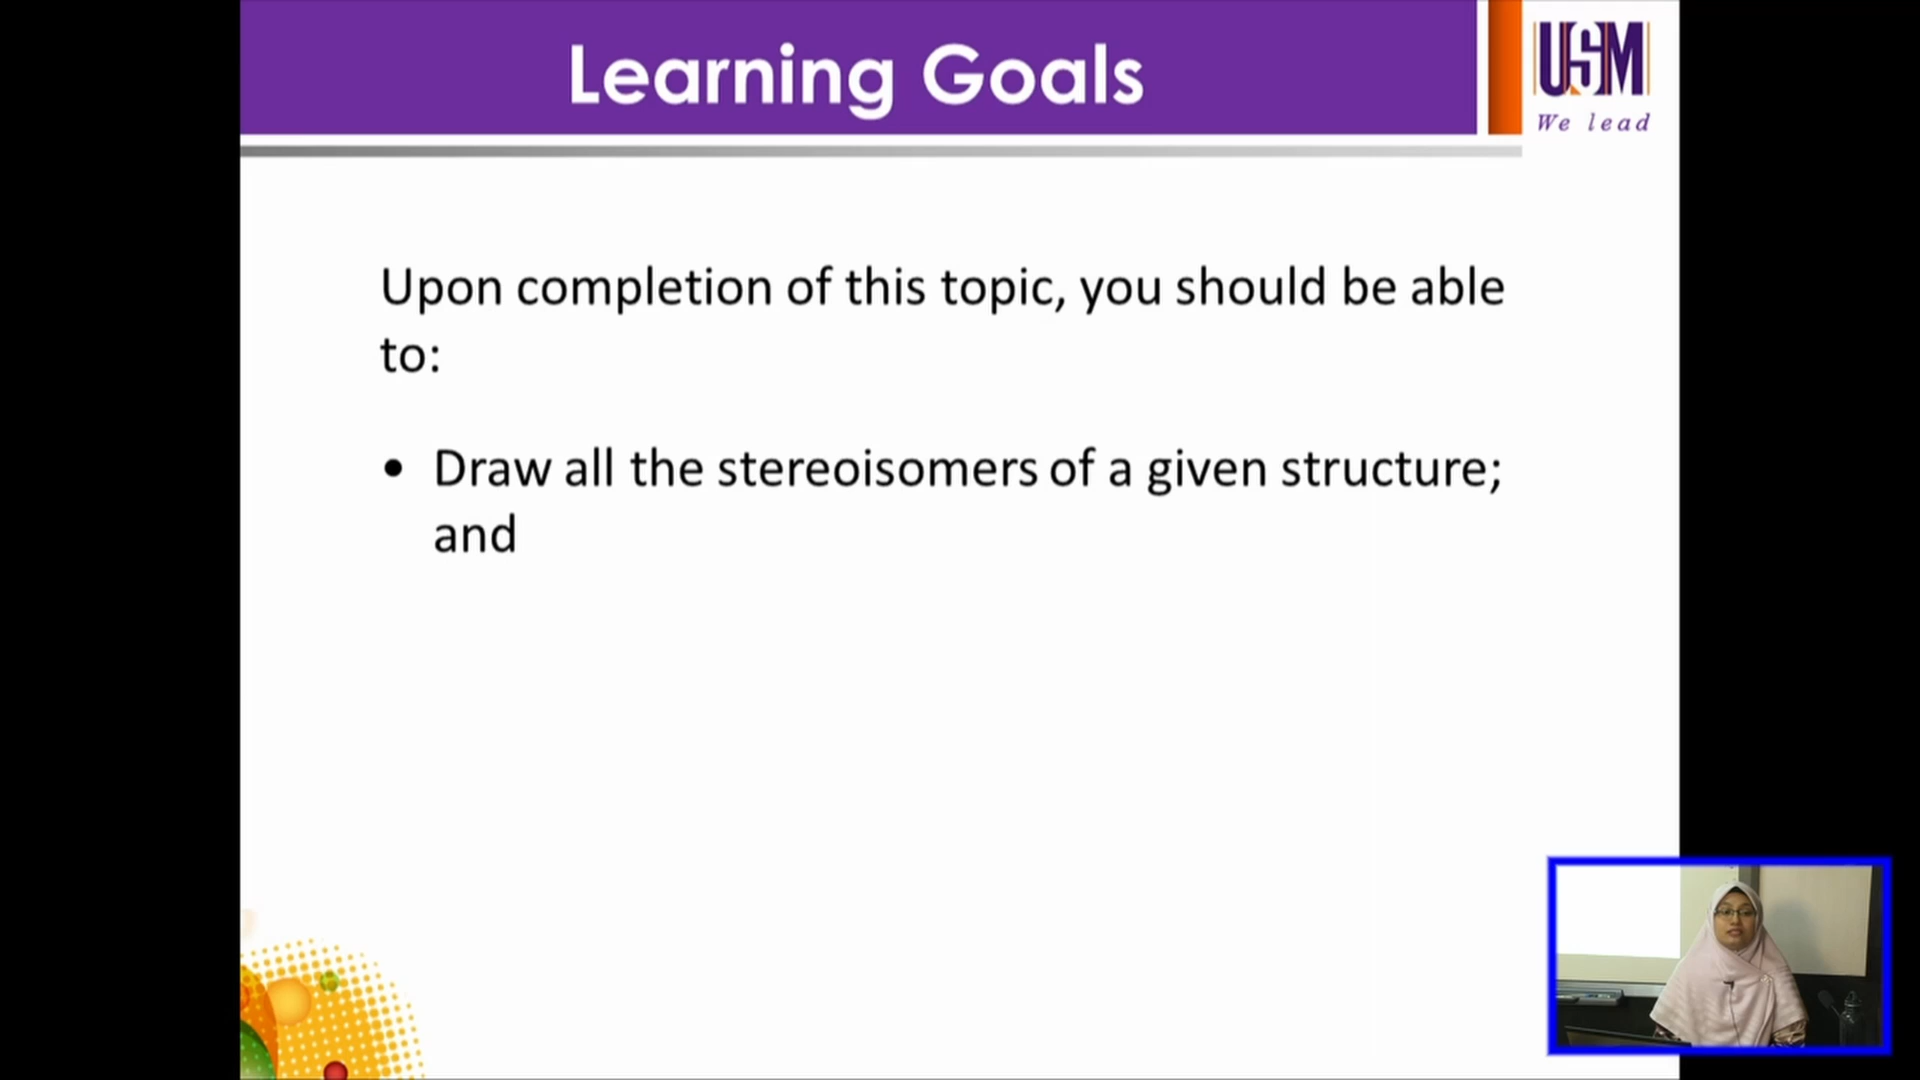 Learning Goals
USM
We lead
Upon completion of this topic, you should be able
to:
• Draw all the stereoisomers of a given structure;
and